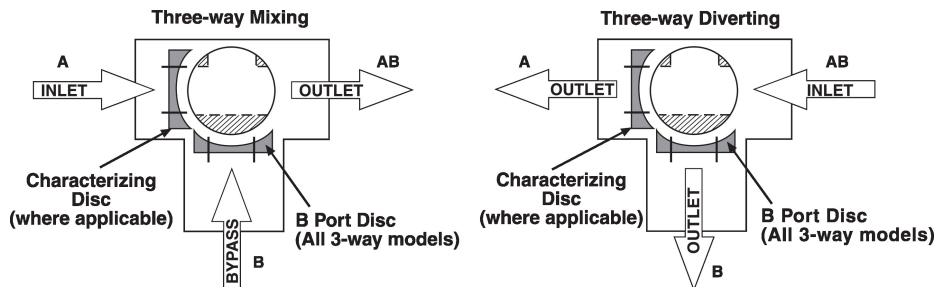 Three-way Mixing
A
AB
INLET
OUTLET
Characterizing
Disc
(where applicable)
B Port Disc
(All 3-way models)
BYPASS
B
Three-way Diverting
A
AB
OUTLET
INLET
Characterizing
Disc
(where applicable)
B Port Disc
(All 3-way models)
OUTLET
B